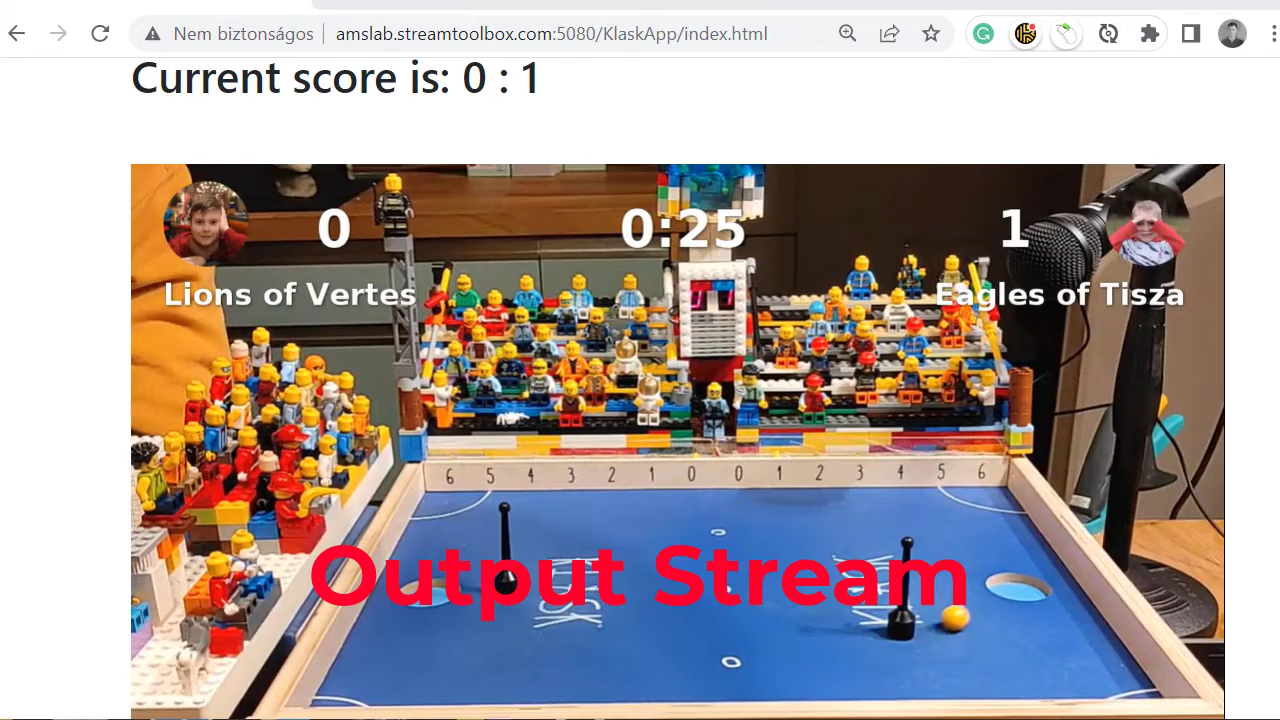 Nem biztonságos
amslab.streamtoolbox.com:5080/KlaskApp/index.html
Current score is: 0 : 1
0
0:25
1
Lions of Vertes
Eagles of Tisza
6 5 4 3 2 1 0 0 1 2 3 4 5 6
Output Stream
KLASK
KLASK